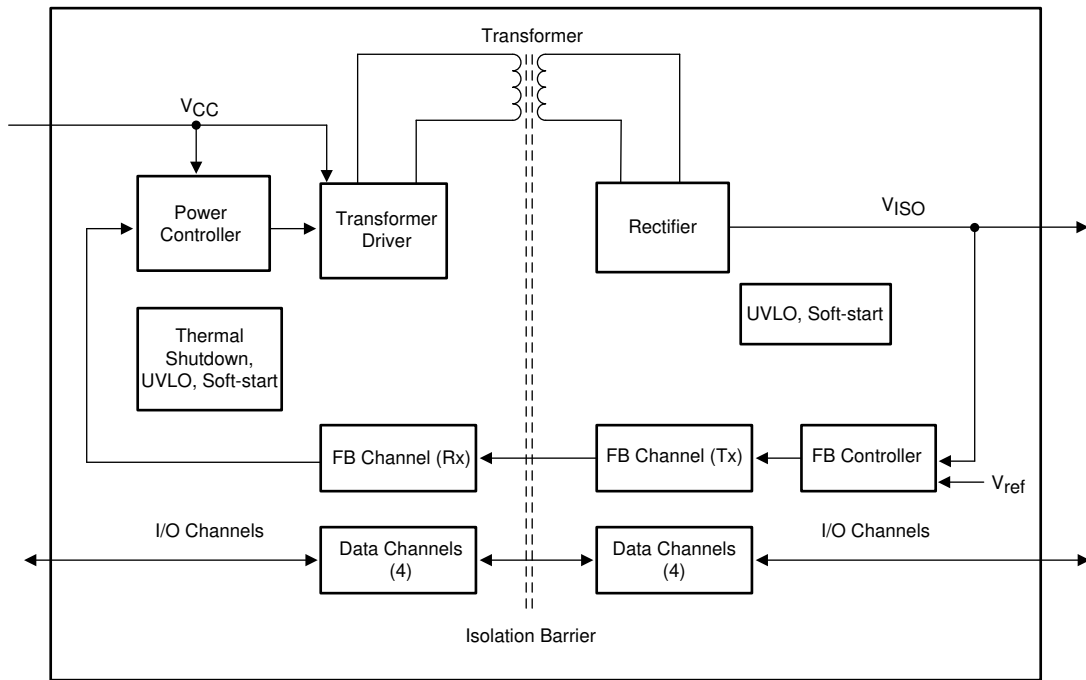 Transformer
VCC
Power
Controller
Transformer
Driver
Rectifier
VISO
Thermal
Shutdown,
UVLO, Soft-start
UVLO, Soft-start
FB Channel (Rx)
FB Channel (Tx)
FB Controller
Vref
I/O Channels
Data Channels
(4)
Data Channels
(4)
I/O Channels
Isolation Barrier